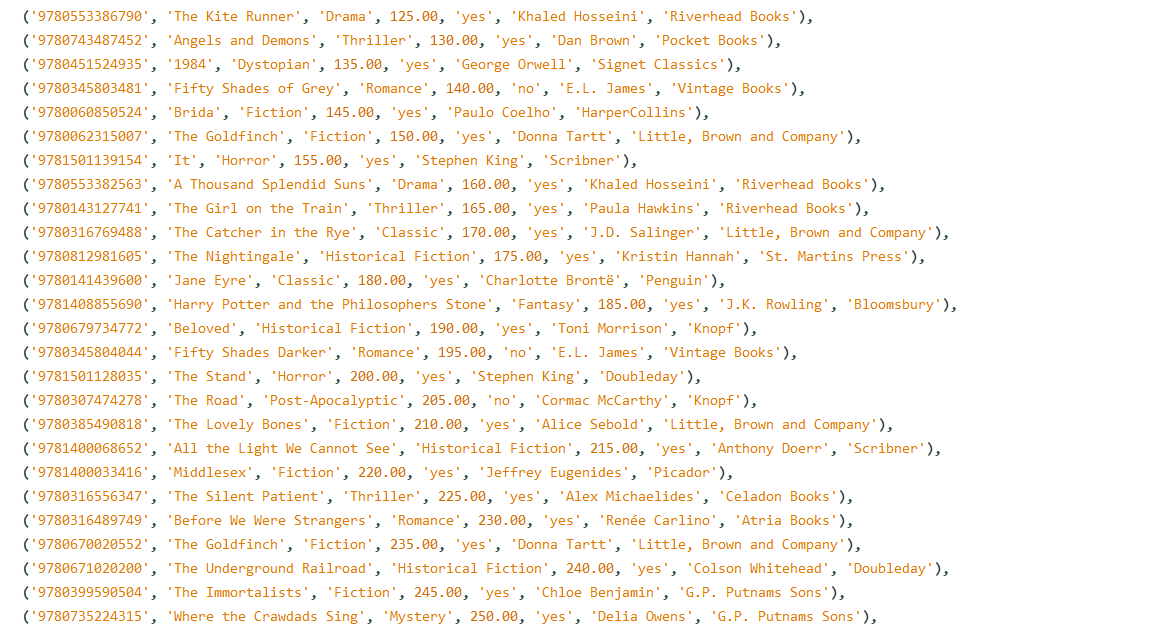 ('9780553386790', 'The Kite Runner', 'Drama', 125.00, 'yes', 'Khaled Hosseini', 'Riverhead Books'),
('9780743487452', 'Angels and Demons', 'Thriller', 130.00, 'yes', 'Dan Brown', 'Pocket Books'),
('9780451524935', '1984', 'Dystopian', 135.00, 'yes', 'George Orwell', 'Signet Classics'),
('9780345803481', 'Fifty Shades of Grey', 'Romance', 140.00, 'no', 'E.L. James', 'Vintage Books'),
('9780060850524', 'Brida', 'Fiction', 145.00, 'yes', 'Paulo Coelho', 'HarperCollins'),
('9780062315007', 'The Goldfinch', 'Fiction', 150.00, 'yes', 'Donna Tartt', 'Little, Brown and Company'),
('9781501139154', 'It', 'Horror', 155.00, 'yes', 'Stephen King', 'Scribner'),
('9780553382563', 'A Thousand Splendid Suns', 'Drama', 160.00, 'yes', 'Khaled Hosseini', 'Riverhead Books'),
('9780143127741', 'The Girl on the Train', 'Thriller', 165.00, 'yes', 'Paula Hawkins', 'Riverhead Books'),
('9780316769488', 'The Catcher in the Rye', 'Classic', 170.00, 'yes', 'J.D. Salinger', 'Little, Brown and Company'),
('9780812981605', 'The Nightingale', 'Historical Fiction', 175.00, 'yes', 'Kristin Hannah', 'St. Martins Press'),
('9780141439600', 'Jane Eyre', 'Classic', 180.00, 'yes', 'Charlotte Brontë', 'Penguin'),
('9781408855690', 'Harry Potter and the Philosophers Stone', 'Fantasy', 185.00, 'yes', 'J.K. Rowling', 'Bloomsbury'),
('9780679734772', 'Beloved', 'Historical Fiction', 190.00, 'yes', 'Toni Morrison', 'Knopf'),
('9780345804044', 'Fifty Shades Darker', 'Romance', 195.00, 'no', 'E.L. James', 'Vintage Books'),
('9781501128035', 'The Stand', 'Horror', 200.00, 'yes', 'Stephen King', 'Doubleday'),
('9780307474278', 'The Road', 'Post-Apocalyptic', 205.00, 'no', 'Cormac McCarthy', 'Knopf'),
('9780385490818', 'The Lovely Bones', 'Fiction', 210.00, 'yes', 'Alice Sebold', 'Little, Brown and Company'),
('9781400068652', 'All the Light We Cannot See', 'Historical Fiction', 215.00, 'yes', 'Anthony Doerr', 'Scribner'),
('9781400033416', 'Middlesex', 'Fiction', 220.00, 'yes', 'Jeffrey Eugenides', 'Picador'),
('9780316556347', 'The Silent Patient', 'Thriller', 225.00, 'yes', 'Alex Michaelides', 'Celadon Books'),
('9780316489749', 'Before We Were Strangers', 'Romance', 230.00, 'yes', 'Renée Carlino', 'Atria Books'),
('9780670020552', 'The Goldfinch', 'Fiction', 235.00, 'yes', 'Donna Tartt', 'Little, Brown and Company'),
('9780671020200', 'The Underground Railroad', 'Historical Fiction', 240.00, 'yes', 'Colson Whitehead', 'Doubleday'),
('9780399590504', 'The Immortalists', 'Fiction', 245.00, 'yes', 'Chloe Benjamin', 'G.P. Putnams Sons'),
('9780735224315', 'Where the Crawdads Sing', 'Mystery', 250.00, 'yes', 'Delia Owens', 'G.P. Putnams Sons'),